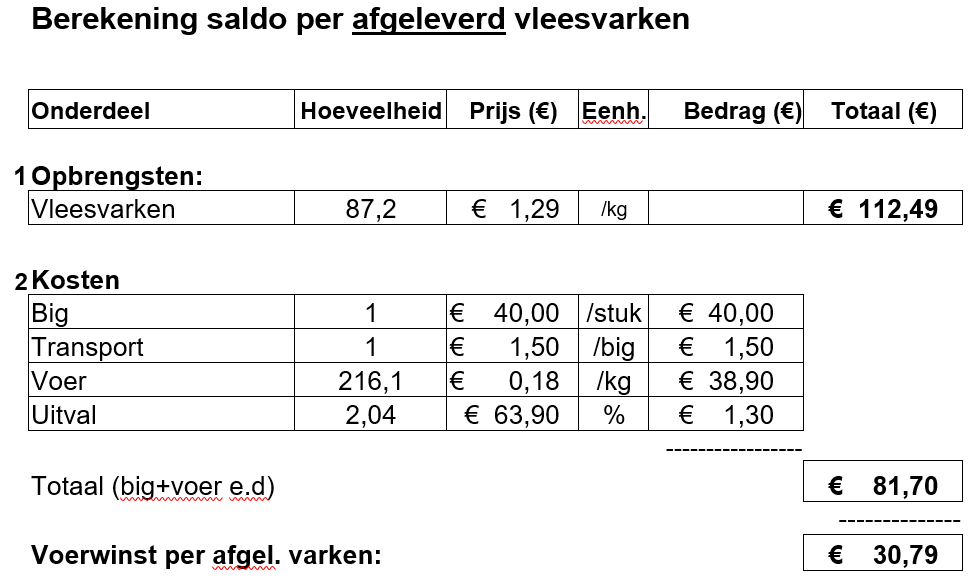 Berekening saldo per afgeleverd vleesvarken
Onderdeel Hoeveelheid Prijs (€) Eenh. Bedrag (€) Totaal (€)
1 Opbrengsten:
Vleesvarken 87,2 € 1,29 /kg € 112,49
2 Kosten
Big 1 € 40,00 /stuk € 40,00
Transport 1 € 1,50 /big € 1,50
Voer 216,1 € 0,18 /kg € 38,90
Uitval 2,04 € 63,90 % € 1,30
-----------------
Totaal (big+voer e.d) € 81,70
--------------
Voerwinst per afgel. varken: € 30,79